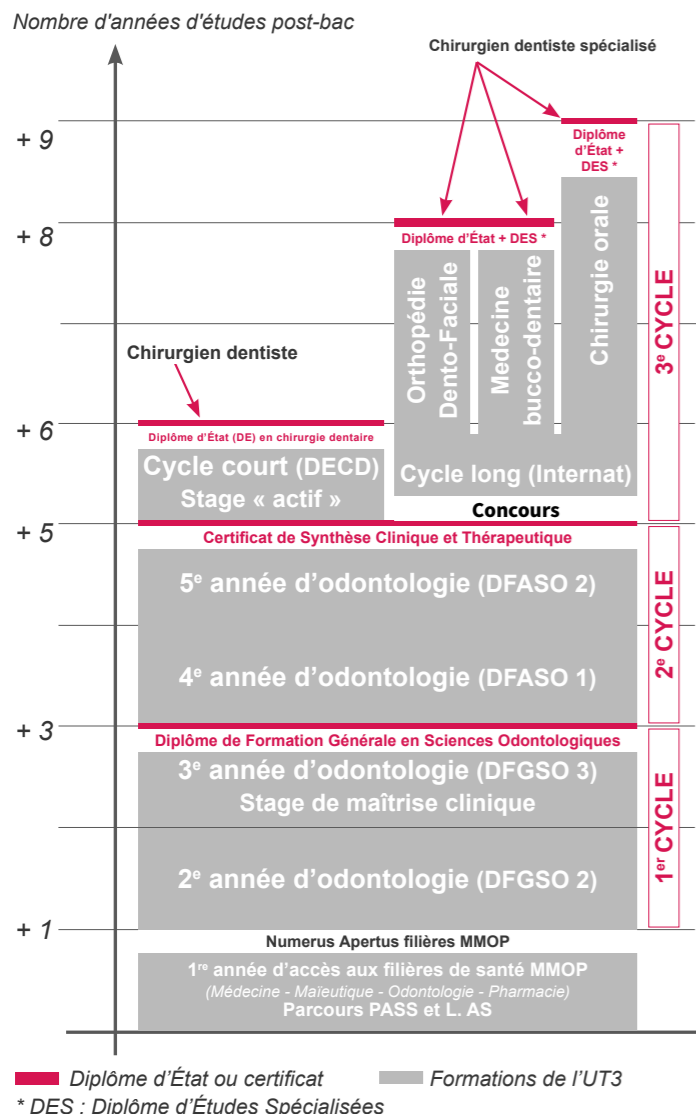 Nombre d'années d'études post-bac
Chirurgien dentiste spécialisé
+ 9
Diplôme
d'État +
DES *
+ 8
Diplôme d'État + DES *
Orthopédie
Dento-Faciale
Medecine
bucco-dentaire
Chirurgie orale
3e CYCLE
Chirurgien dentiste
+ 6
Diplôme d'État (DE) en chirurgie dentaire
Cycle court (DECD)
Stage « actif »
Cycle long (Internat)
Concours
+ 5
Certificat de Synthèse Clinique et Thérapeutique
5e année d'odontologie (DFASO 2)
4e année d'odontologie (DFASO 1)
2e CYCLE
+ 3
Diplôme de Formation Générale en Sciences Odontologiques
3e année d'odontologie (DFGSO 3)
Stage de maîtrise clinique
2e année d'odontologie (DFGSO 2)
1er CYCLE
+ 1
Numerus Apertus filières MMOP
1re année d'accès aux filières de santé MMOP
(Médecine - Maïeutique - Odontologie - Pharmacie)
Parcours PASS et L. AS
Diplôme d'État ou certificat
Formations de l'UT3
* DES : Diplôme d'Études Spécialisées